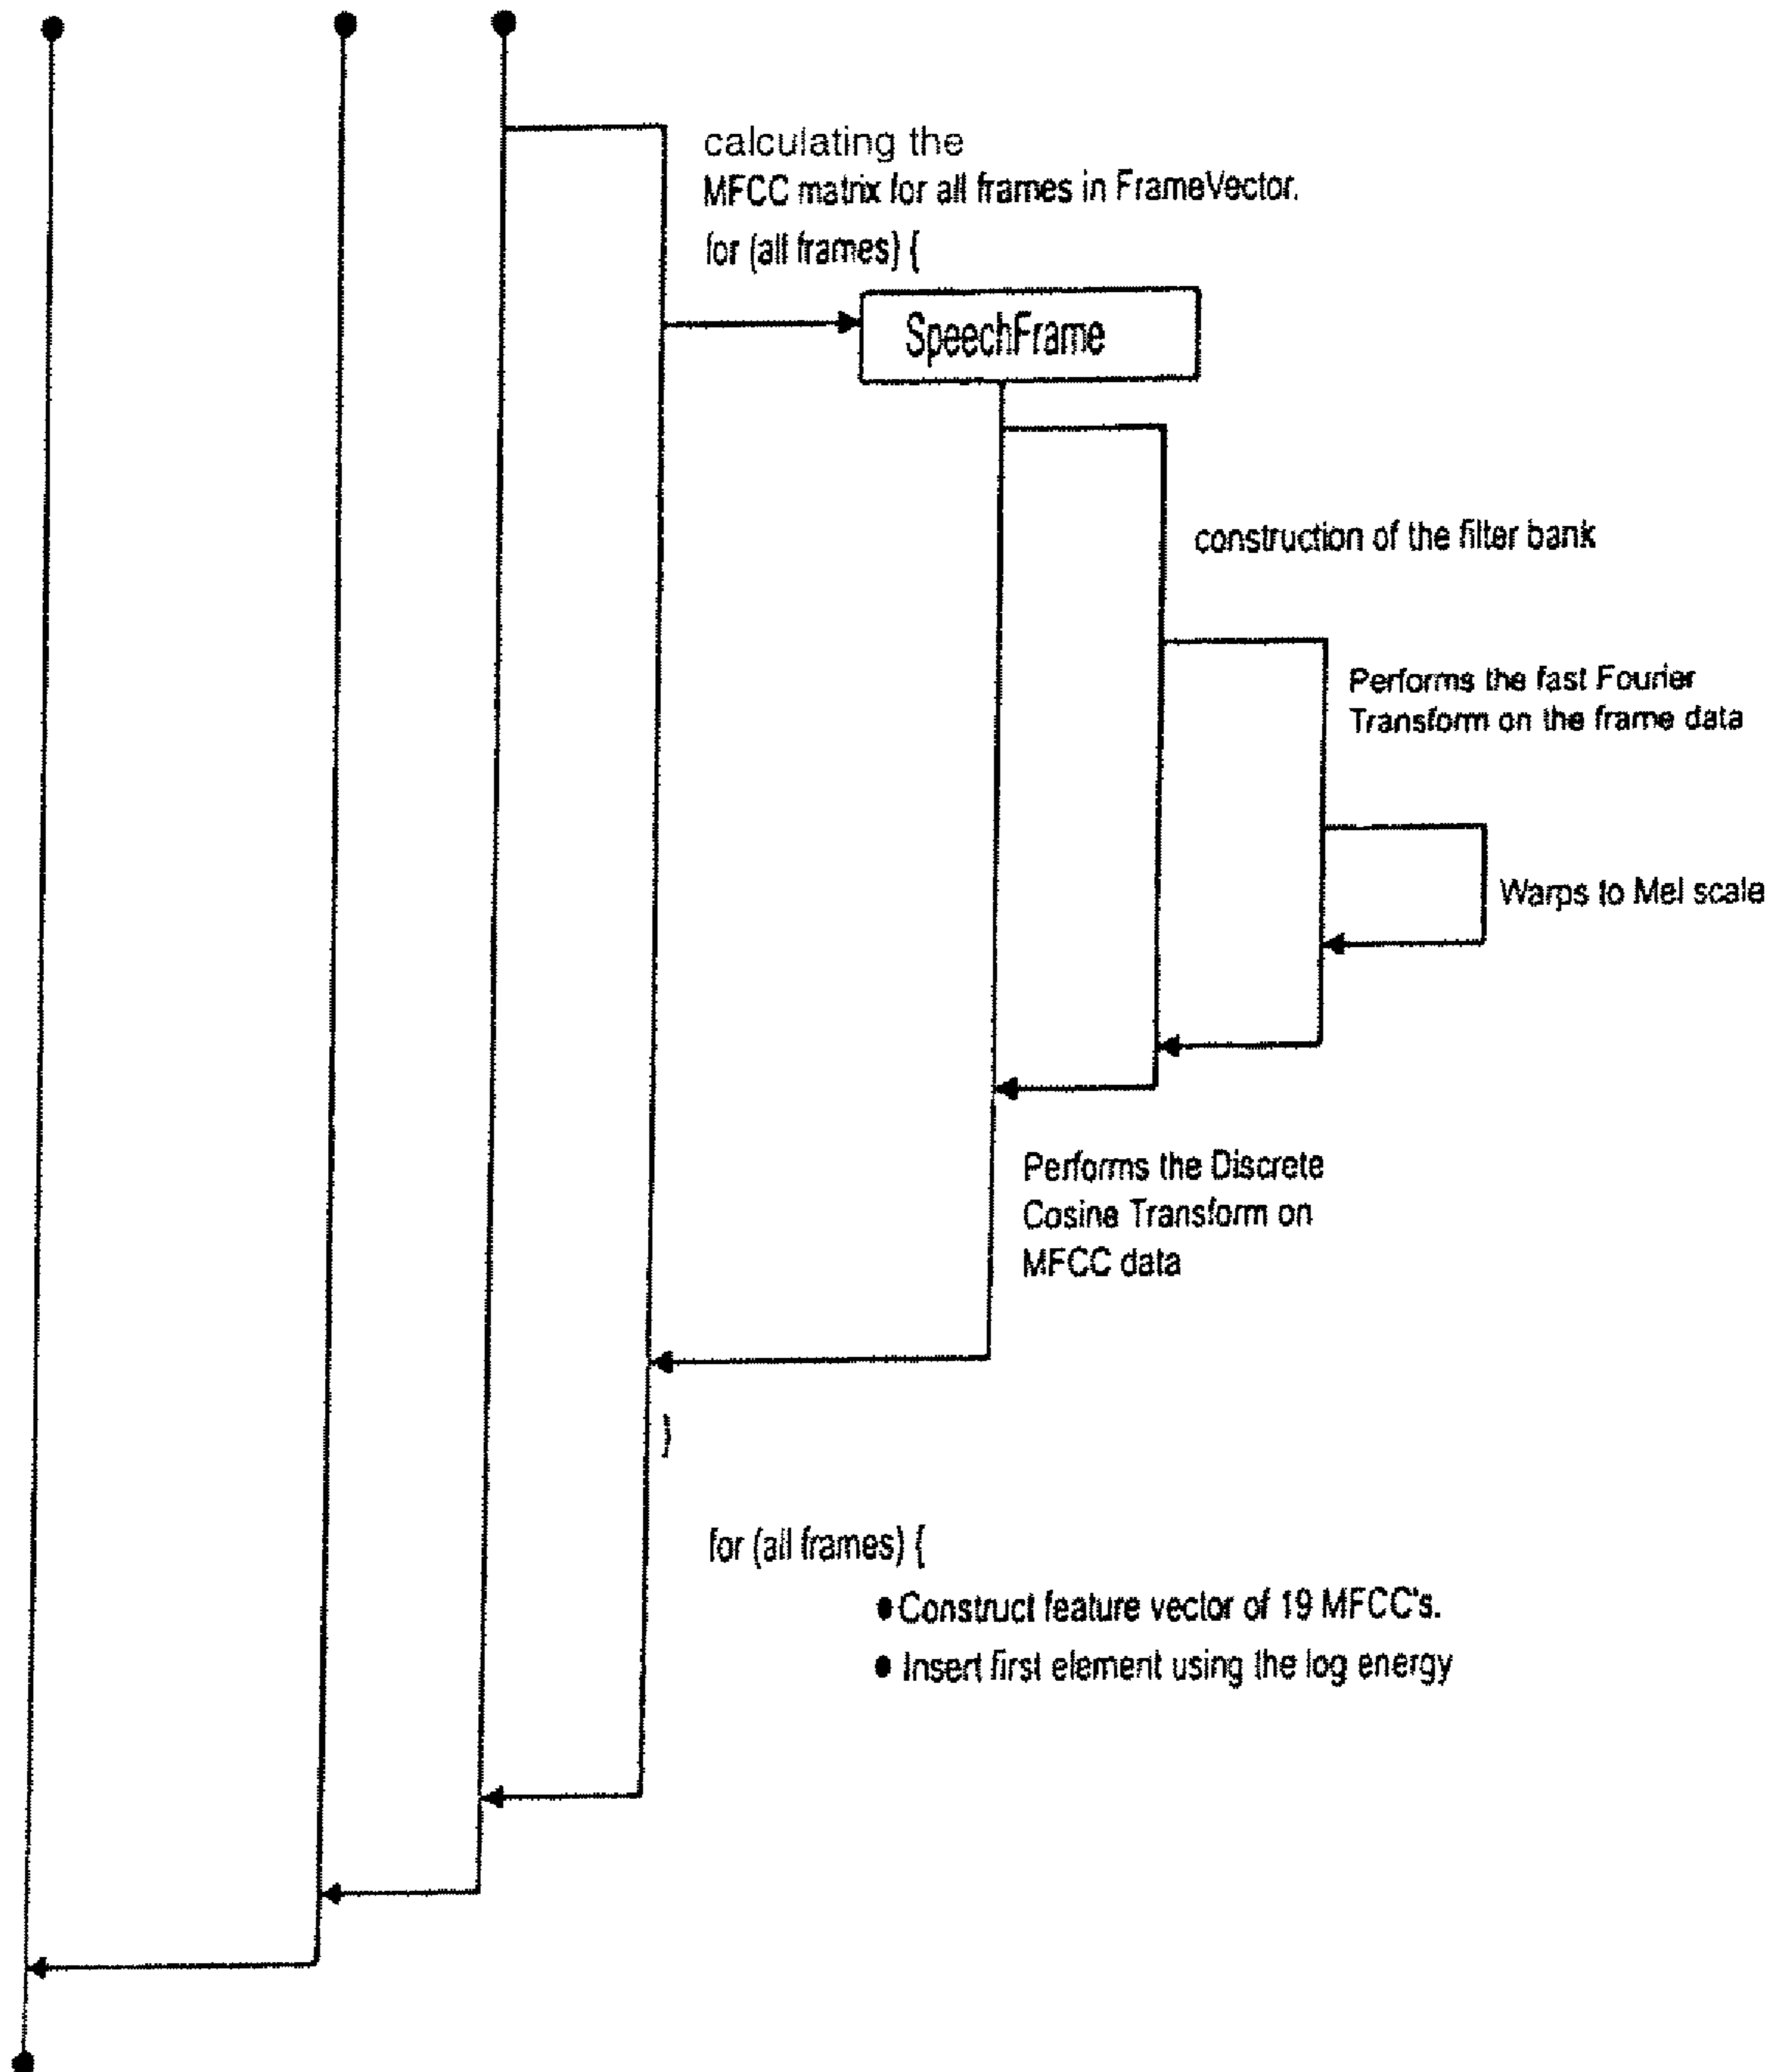 calculating the
MFCC matrix for all frames in FrameVector.
for (all frames) {
SpeechFrame
construction of the filter bank
Performs the fast Fourier
Transform on the frame data
Warps to Mel scale
Performs the Discrete
Cosine Transform on
MFCC data
}
for (all frames) {
● Construct feature vector of 19 MFCC's.
● Insert first element using the log energy